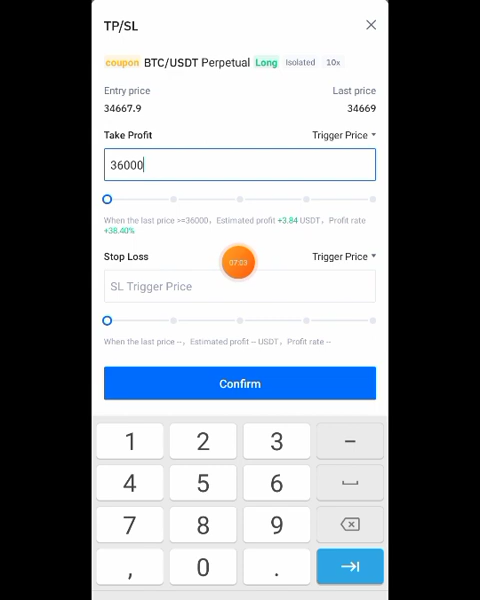 TP/SL
coupon BTC/USDT Perpetual Long Isolated 10x
Entry price Last price
34667.9 34669
Take Profit Trigger Price
36000
When the last price >=36000，Estimated profit +3.84 USDT，Profit rate
+38.40%
Stop Loss 07:03 Trigger Price
SL Trigger Price
When the last price --，Estimated profit -- USDT，Profit rate --
Confirm
1 2 3 –
4 5 6
7 8 9
, 0 .